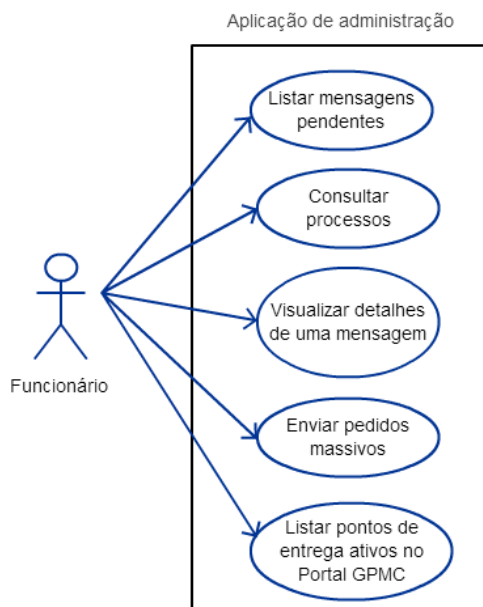 Aplicação de administração
Listar mensagens
pendentes
Consultar
processos
Visualizar detalhes
de uma mensagem
Funcionário
Enviar pedidos
massivos
Listar pontos de
entrega ativos no
Portal GPMC